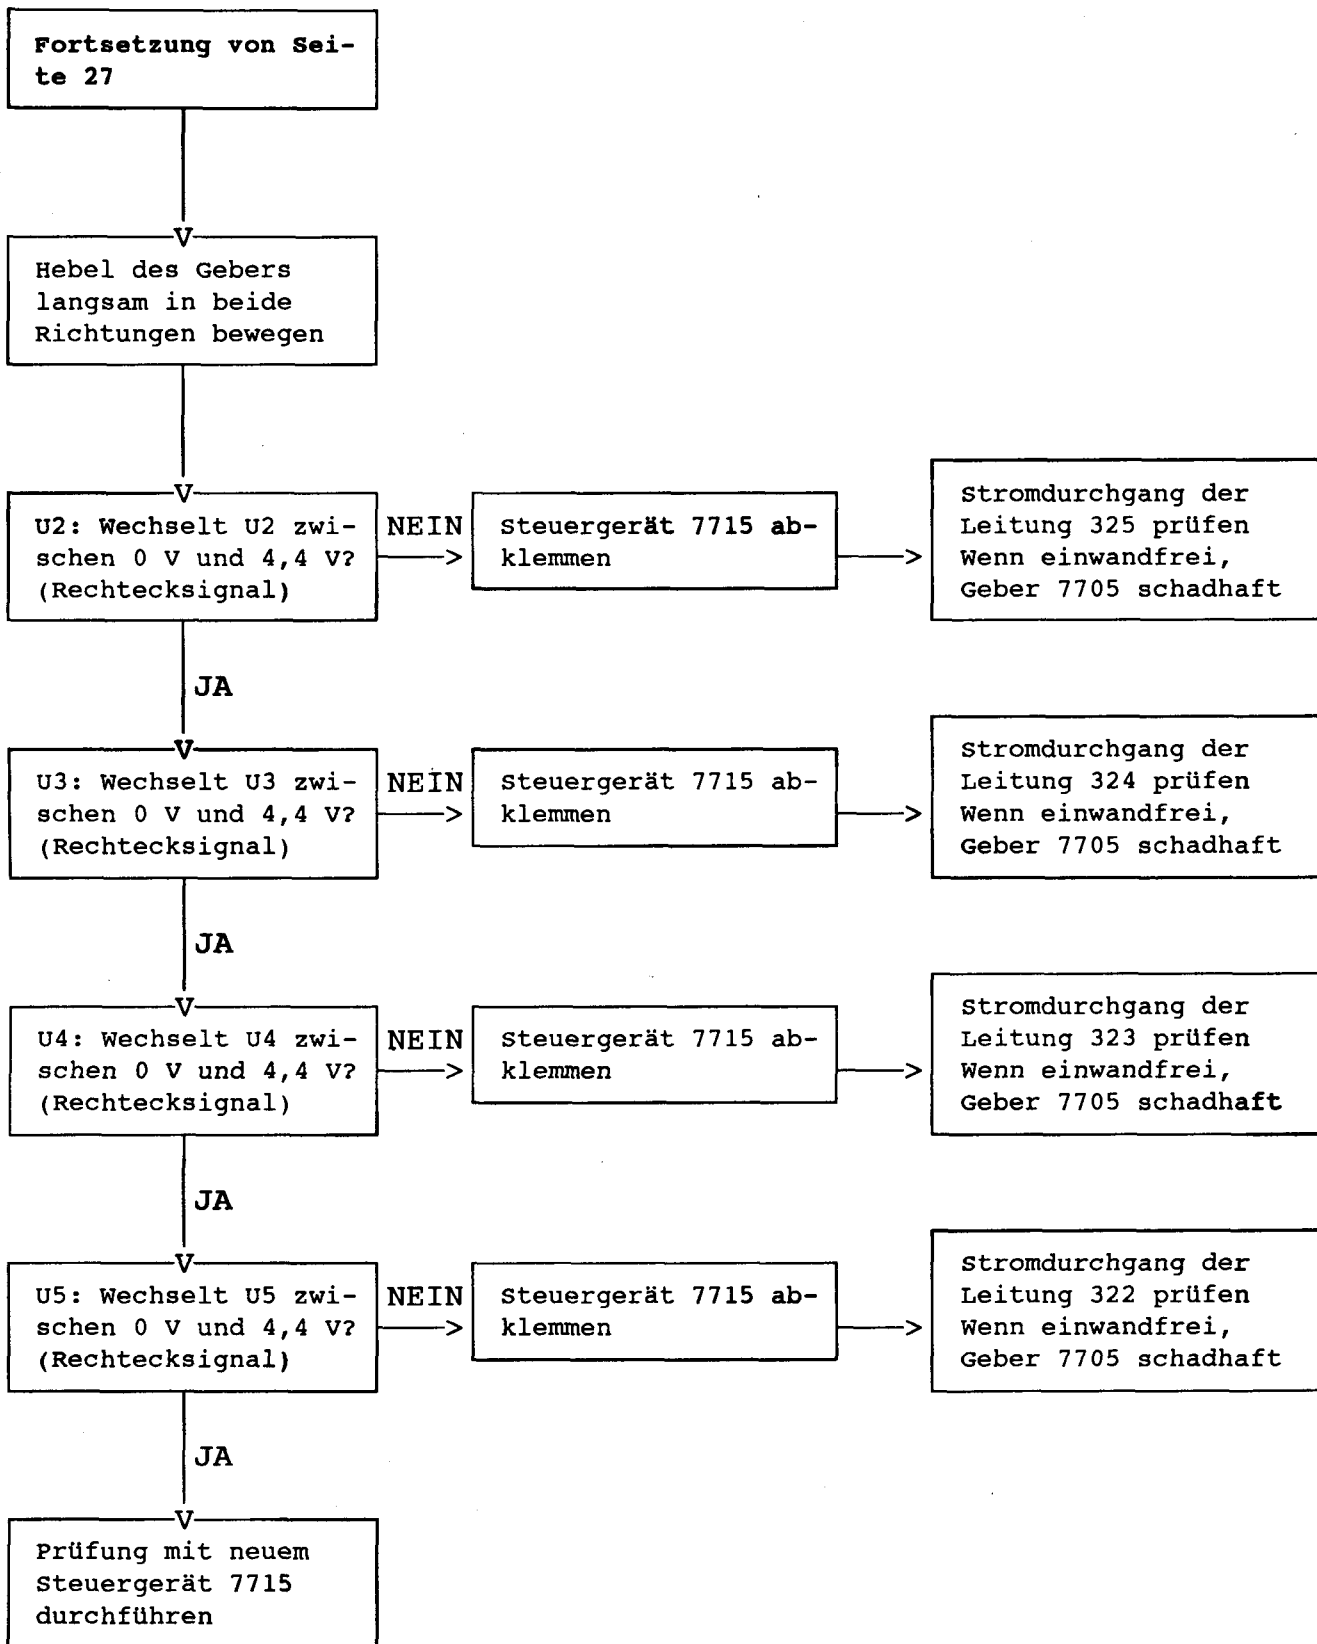 Fortsetzung von Sei-
te 27
V
Hebel des Gebers
langsam in beide
Richtungen bewegen
V
U2: Wechselt U2 zwi-
schen 0 V und 4,4 V?
(Rechtecksignal)
NEIN
>
Steuergerät 7715 ab-
klemmen
>
Stromdurchgang der
Leitung 325 prüfen
Wenn einwandfrei,
Geber 7705 schadhaft
JA
V
U3: Wechselt U3 zwi-
schen 0 V und 4,4 V?
(Rechtecksignal)
NEIN
>
Steuergerät 7715 ab-
klemmen
>
Stromdurchgang der
Leitung 324 prüfen
Wenn einwandfrei,
Geber 7705 schadhaft
JA
V
U4: Wechselt U4 zwi-
schen 0 V und 4,4 V?
(Rechtecksignal)
NEIN
>
Steuergerät 7715 ab-
klemmen
>
Stromdurchgang der
Leitung 323 prüfen
Wenn einwandfrei,
Geber 7705 schadhaft
JA
V
U5: Wechselt U5 zwi-
schen 0 V und 4,4 V?
(Rechtecksignal)
NEIN
>
Steuergerät 7715 ab-
klemmen
>
Stromdurchgang der
Leitung 322 prüfen
Wenn einwandfrei,
Geber 7705 schadhaft
JA
V
Prüfung mit neuem
Steuergerät 7715
durchführen